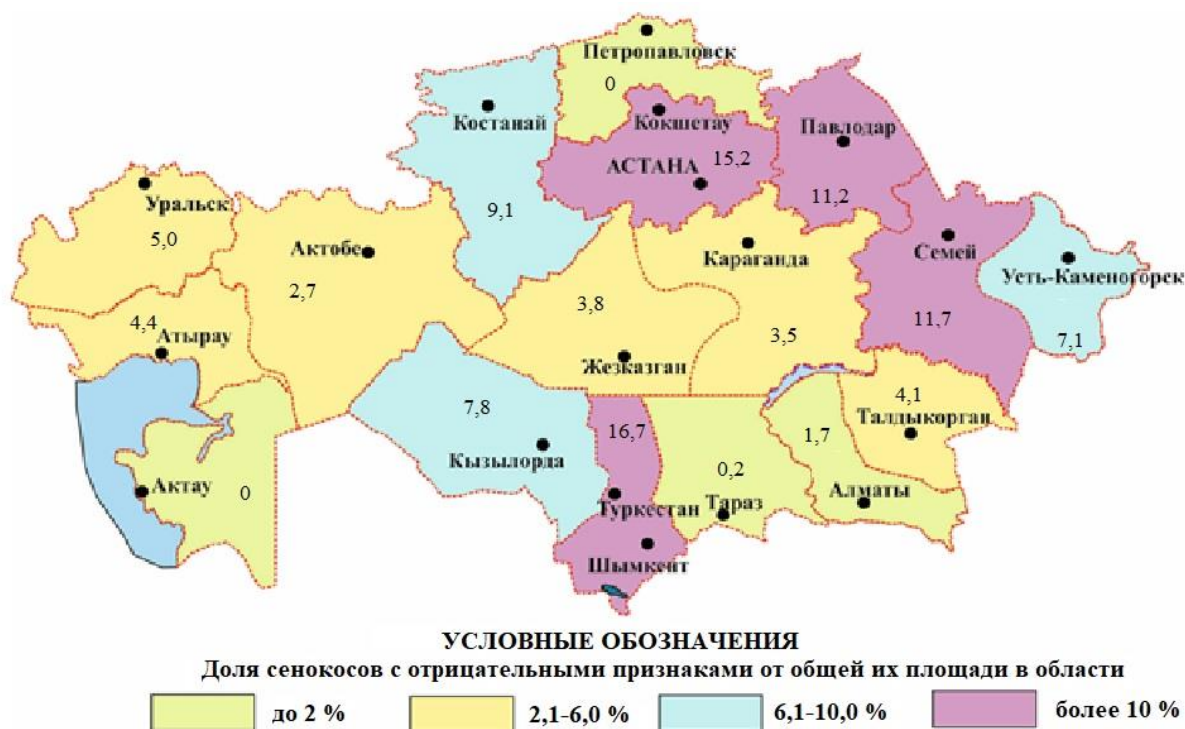 Петропавловск
0
Костанай
Кокшетау
Павлодар
АСТАНА
15,2
11,2
9,1
Уральск
5,0
Актобе
2,7
Караганда
3,5
Семей
11,7
Усть-Каменогорск
7,1
4,4
Атырау
3,8
Жезказган
7,8
Кызылорда
16,7
Туркестан
Шымкент
0,2
Тараз
1,7
Алматы
4,1
Талдыкорган
Актау
0
УСЛОВНЫЕ ОБОЗНАЧЕНИЯ
Доля сенокосов с отрицательными признаками от общей их площади в области
до 2 %
2,1-6,0 %
6,1-10,0 %
более 10 %